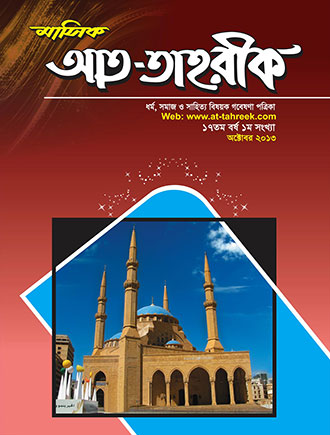 মাসিক
আত-তাহরীক
ধর্ম, সমাজ ও সাহিত্য বিষয়ক গবেষণা পত্রিকা
Web: www.at-tahreek.com
১৭তম বর্ষ ১ম সংখ্যা
অক্টোবর ২০১৩